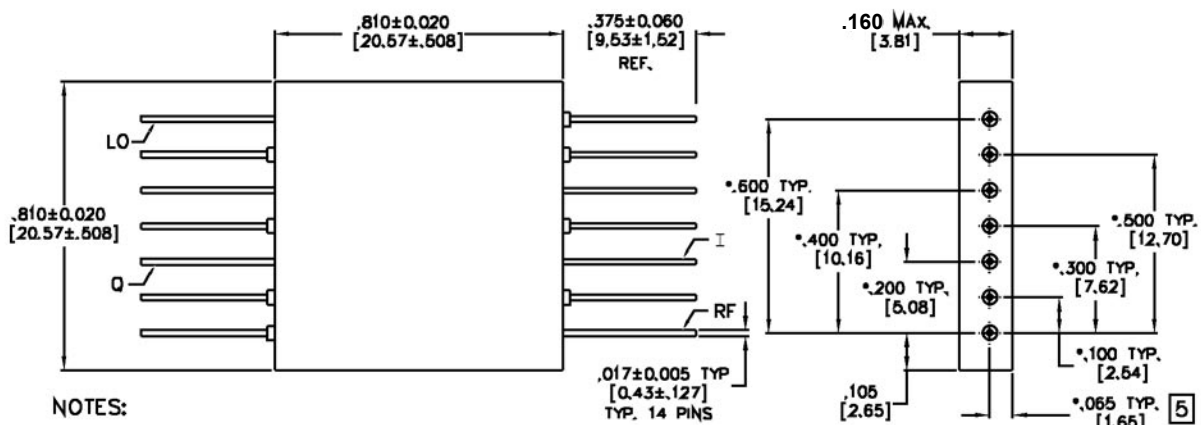 .810±0.020
[20.57±.508]
.375±0.060
[9.53±1.52]
REF.
.160 MAX.
[3.81]
LO
.810±0.020
[20.57±.508]
Q
I
RF
.017±0.005 TYP
[0.43±.127]
TYP. 14 PINS
*.600 TYP.
[15.24]
*.400 TYP.
[10.16]
*.200 TYP.
[5.08]
.105
[2.65]
*.500 TYP.
[12.70]
*.300 TYP.
[7.62]
*.100 TYP.
[2.54]
*.065 TYP. 5
[1.65]
NOTES: